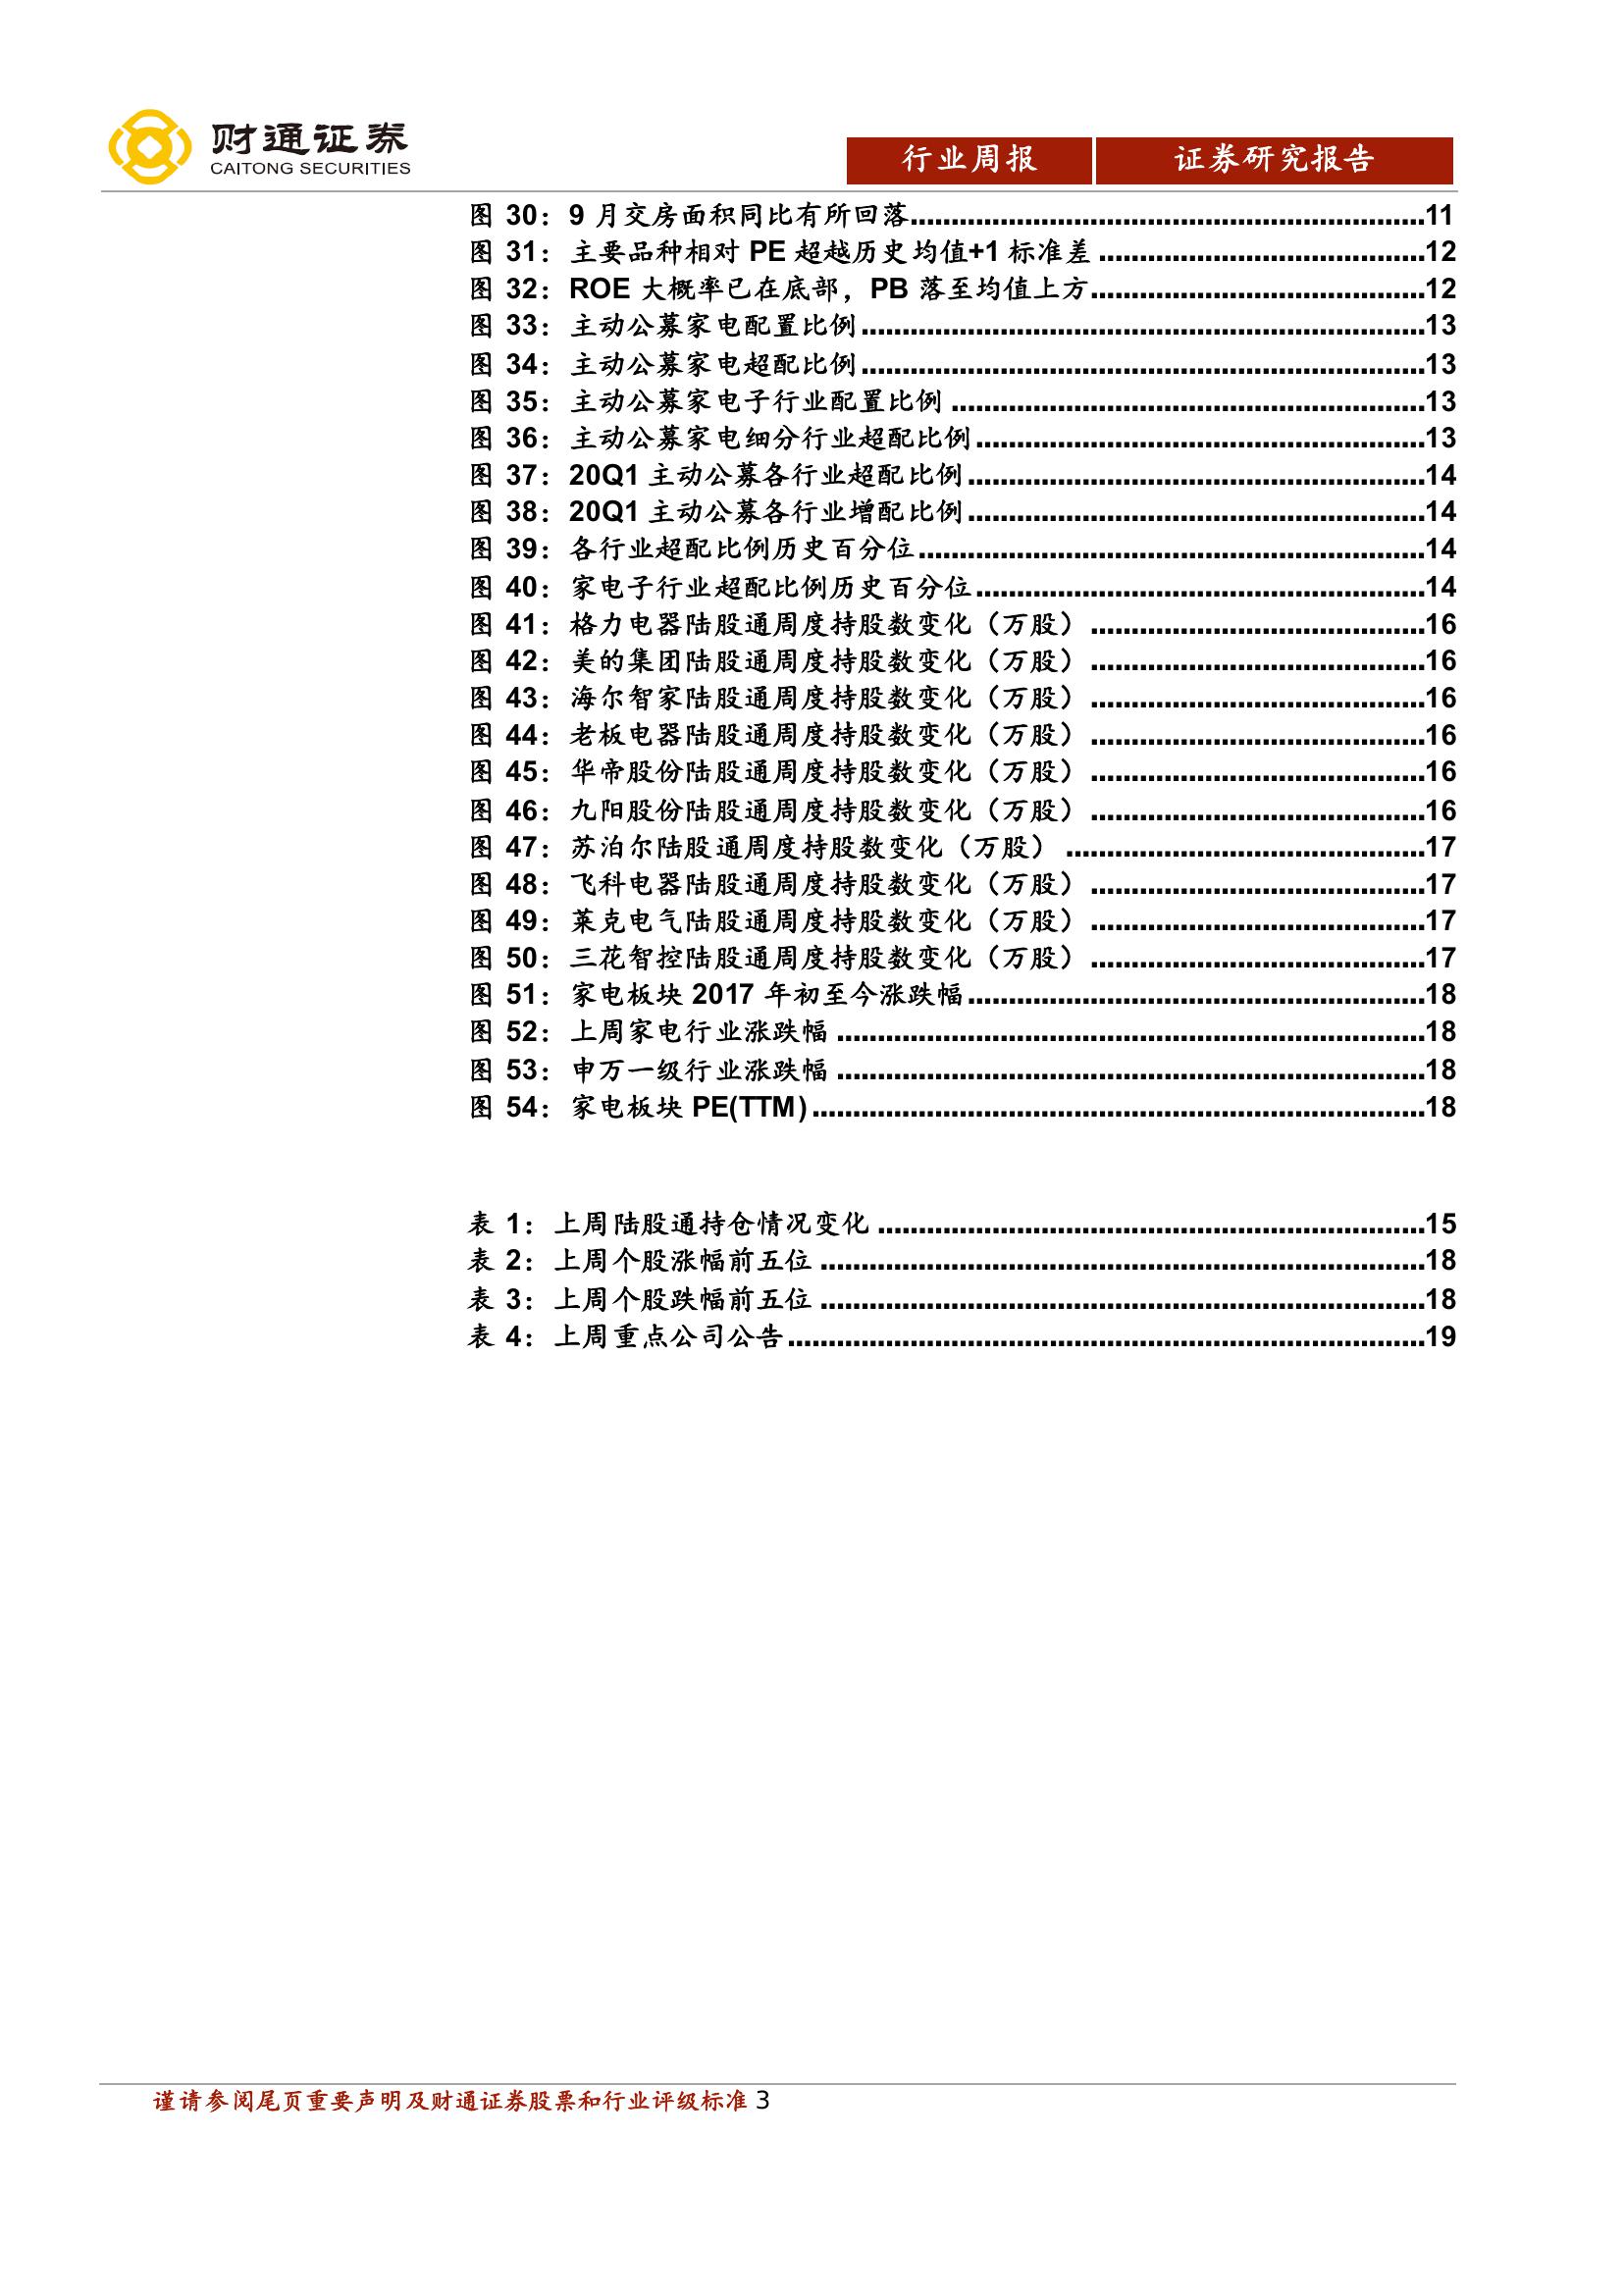 财通证券
CAITONG SECURITIES
行业周报 证券研究报告
图 30：9 月交房面积同比有所回落...............11
图 31：主要品种相对 PE 超越历史均值+1 标准差...............12
图 32：ROE 大概率已在底部，PB 落至均值上方...............12
图 33：主动公募家电配置比例...............13
图 34：主动公募家电超配比例...............13
图 35：主动公募家电子行业配置比例...............13
图 36：主动公募家电细分行业超配比例...............13
图 37：20Q1 主动公募各行业超配比例...............14
图 38：20Q1 主动公募各行业增配比例...............14
图 39：各行业超配比例历史百分位...............14
图 40：家电子行业超配比例历史百分位...............14
图 41：格力电器陆股通周度持股数变化（万股）...............16
图 42：美的集团陆股通周度持股数变化（万股）...............16
图 43：海尔智家陆股通周度持股数变化（万股）...............16
图 44：老板电器陆股通周度持股数变化（万股）...............16
图 45：华帝股份陆股通周度持股数变化（万股）...............16
图 46：九阳股份陆股通周度持股数变化（万股）...............16
图 47：苏泊尔陆股通周度持股数变化（万股）...............17
图 48：飞科电器陆股通周度持股数变化（万股）...............17
图 49：莱克电气陆股通周度持股数变化（万股）...............17
图 50：三花智控陆股通周度持股数变化（万股）...............17
图 51：家电板块 2017 年初至今涨跌幅...............18
图 52：上周家电行业涨跌幅...............18
图 53：申万一级行业涨跌幅...............18
图 54：家电板块 PE(TTM)...............18
表 1：上周陆股通持仓情况变化...............15
表 2：上周个股涨幅前五位...............18
表 3：上周个股跌幅前五位...............18
表 4：上周重点公司公告...............19
谨请参阅尾页重要声明及财通证券股票和行业评级标准 3